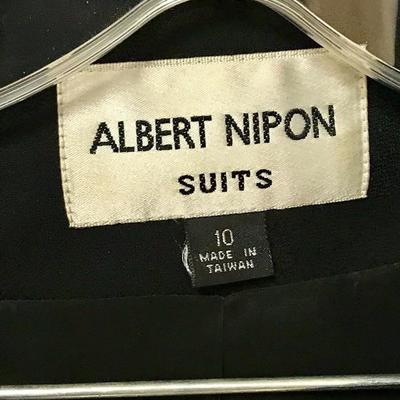 ALBERT NIPON
SUITS
10
MADE IN
TAIWAN